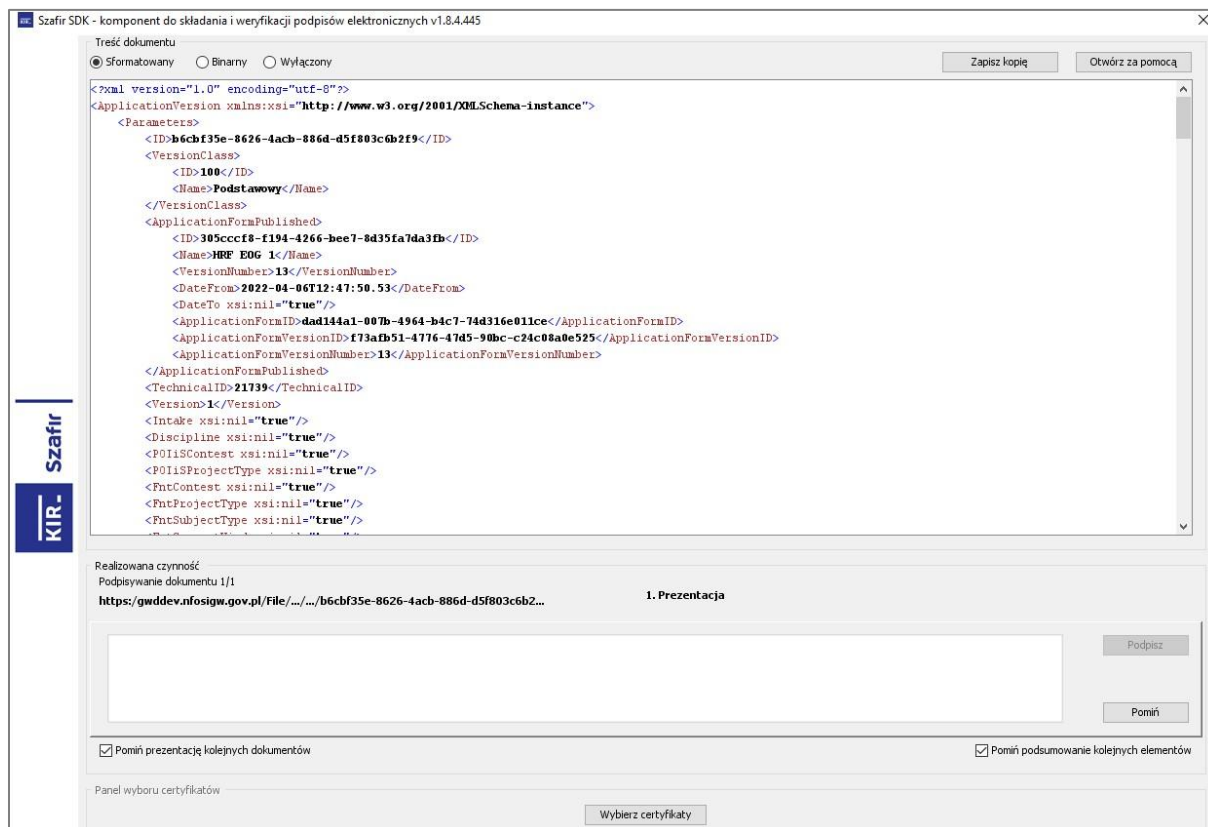 Szafir SDK - komponent do składania i weryfikacji podpisów elektronicznych v1.8.4.445
Treść dokumentu
Sformatowany Binarny Wyłączony Zapisz kopię Otwórz za pomocą
<?xml version="1.0" encoding="utf-8"?>
<ApplicationVersion xmlns:xsi="http://www.w3.org/2001/XMLSchema-instance">
<Parameters>
<ID>b6cbf35e-8626-4acb-886d-d5f803c6b2f9</ID>
<VersionClass>
<ID>100</ID>
<Name>Podstawowy</Name>
</VersionClass>
<ApplicationFormPublished>
<ID>305cccf8-f194-4266-bee7-8d35fa7da3fb</ID>
<Name>HRF EOG 1</Name>
<VersionNumber>13</VersionNumber>
<DateFrom>2022-04-06T12:47:50.53</DateFrom>
<DateTo xsi:nil="true"/>
<ApplicationFormID>dad144a1-007b-4964-b4c7-74d316e011ce</ApplicationFormID>
<ApplicationFormVersionID>f73afb51-4776-47d5-90bc-c24c08a0e525</ApplicationFormVersionID>
<ApplicationFormVersionNumber>13</ApplicationFormVersionNumber>
</ApplicationFormPublished>
<TechnicalID>21739</TechnicalID>
<Version>1</Version>
<Intake xsi:nil="true"/>
<Discipline xsi:nil="true"/>
<POIiSContest xsi:nil="true"/>
<POIiSProjectType xsi:nil="true"/>
<FntContest xsi:nil="true"/>
<FntProjectType xsi:nil="true"/>
<FntSubjectType xsi:nil="true"/>
KIR. Szafir
Realizowana czynność
Podpisywanie dokumentu 1/1
https:/gwddev.nfosigw.gov.pl/File/.../.../b6cbf35e-8626-4acb-886d-d5f803c6b2... 1. Prezentacja
Podpisz
Pomiń
Pomiń prezentację kolejnych dokumentów Pomiń podsumowanie kolejnych elementów
Panel wyboru certyfikatów
Wybierz certyfikaty